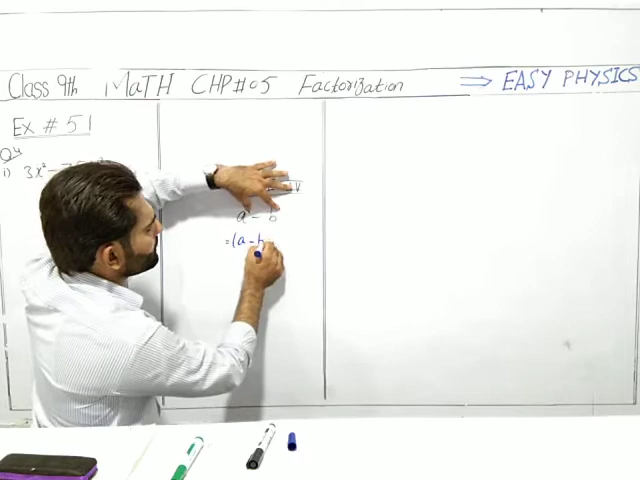 Class 9th MaTH CHP#05 Factorization ⇒ EASY PHYSICS
Ex # 5.1
Q4
i) 3x² -
a - b
= (a - b